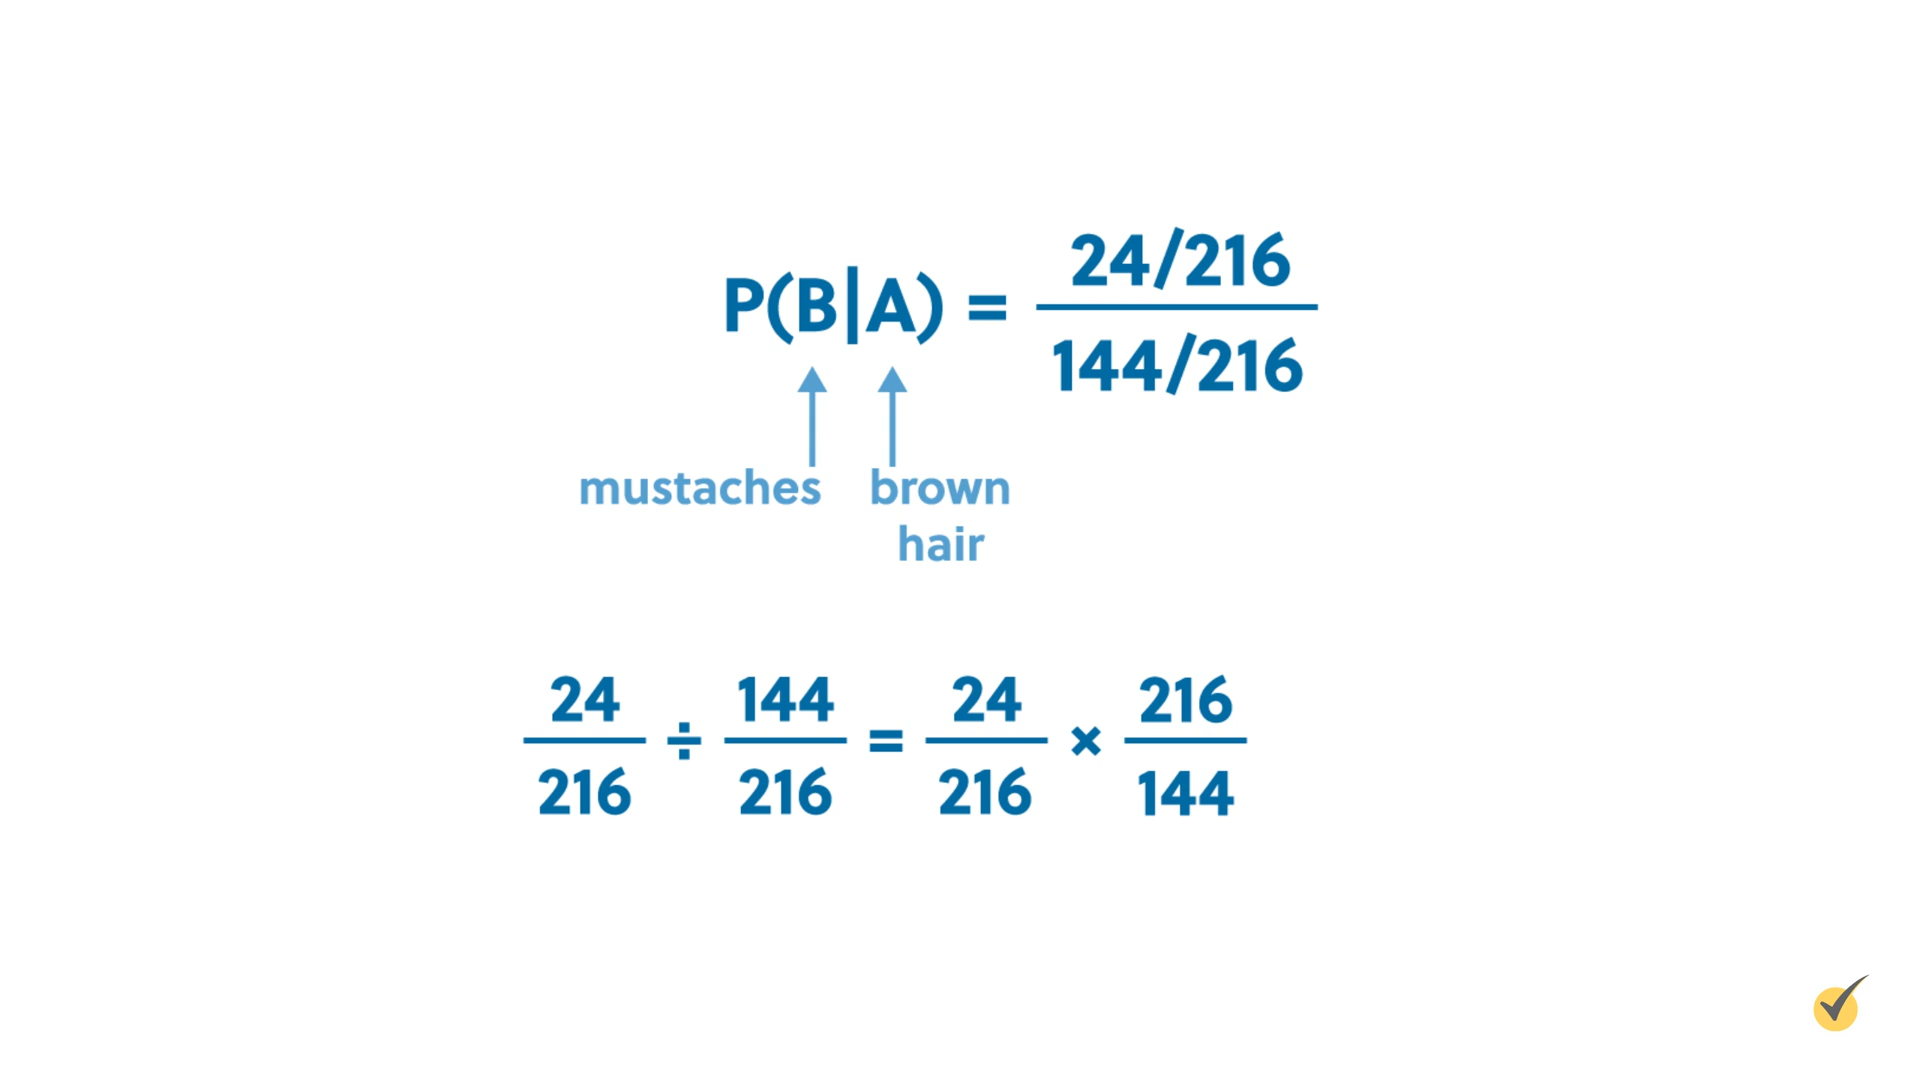 P(B|A) = 24/216
144/216
mustaches brown
hair
24 ÷ 144 = 24 × 216
216 216 216 144